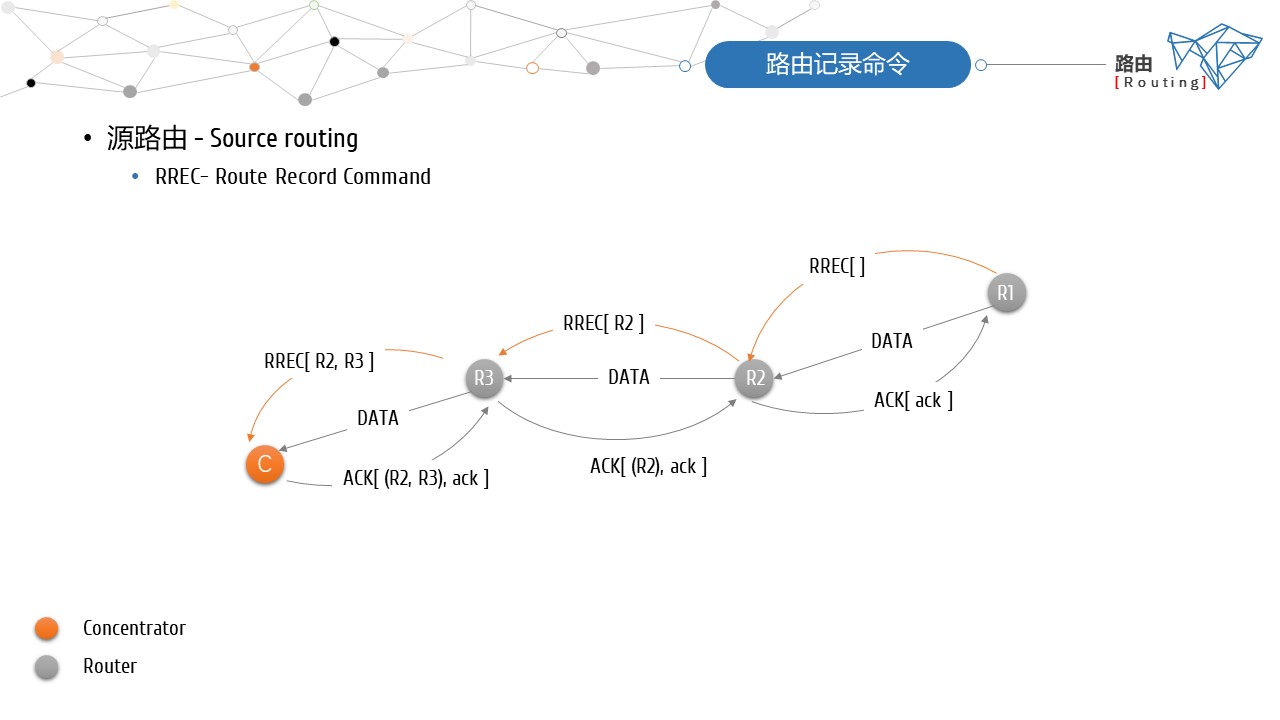 路由记录命令
路由
[Routing]
• 源路由 - Source routing
• RREC- Route Record Command
RREC[ ]
R1
RREC[ R2 ]
DATA
RREC[ R2, R3 ]
R3
DATA
R2
ACK[ ack ]
DATA
C
ACK[ (R2, R3), ack ]
ACK[ (R2), ack ]
Concentrator
Router